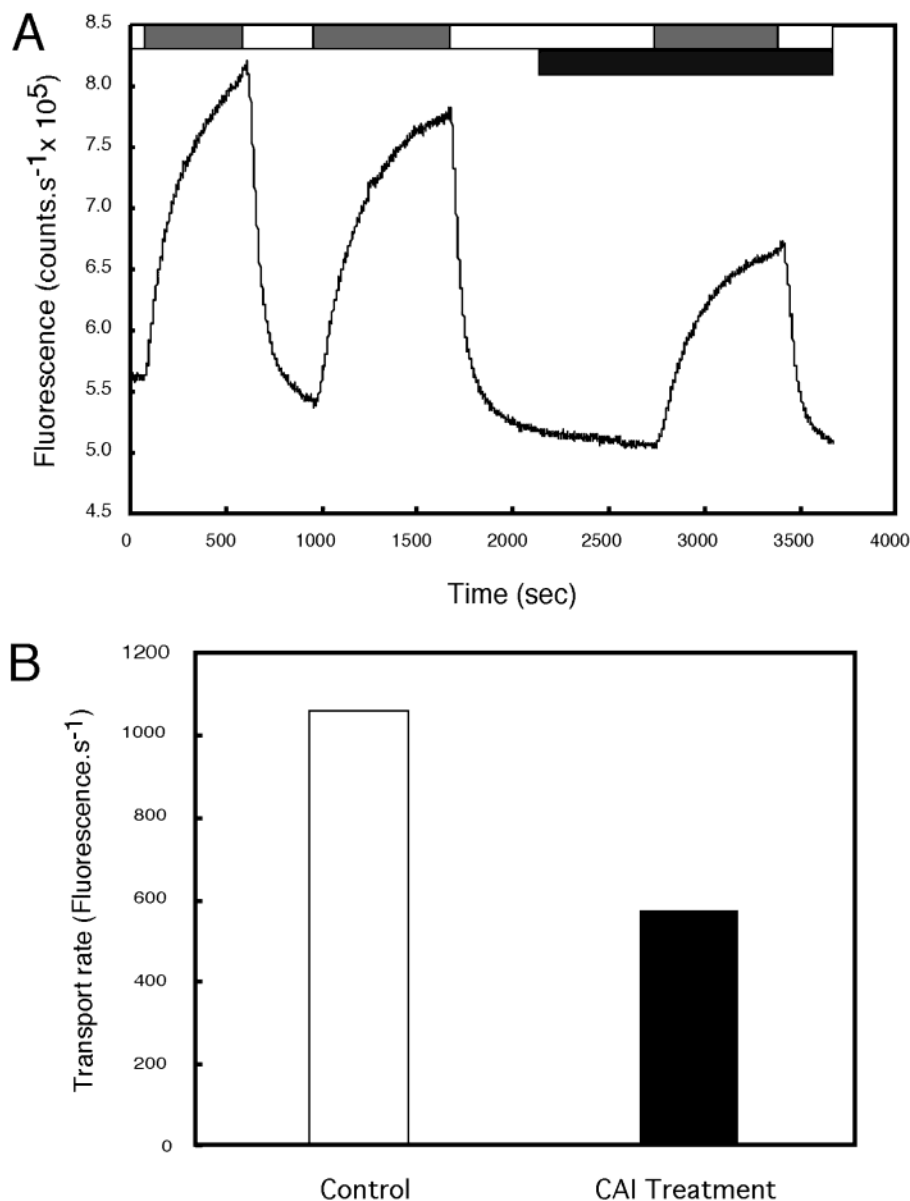 A
8.5
8.0
7.5
7.0
6.5
6.0
5.5
5.0
4.5
Fluorescence (counts.s⁻¹ x 10⁵)
0 500 1000 1500 2000 2500 3000 3500 4000
Time (sec)
B
1200
1000
800
600
400
200
0
Transport rate (Fluorescence.s⁻¹)
Control CAI Treatment